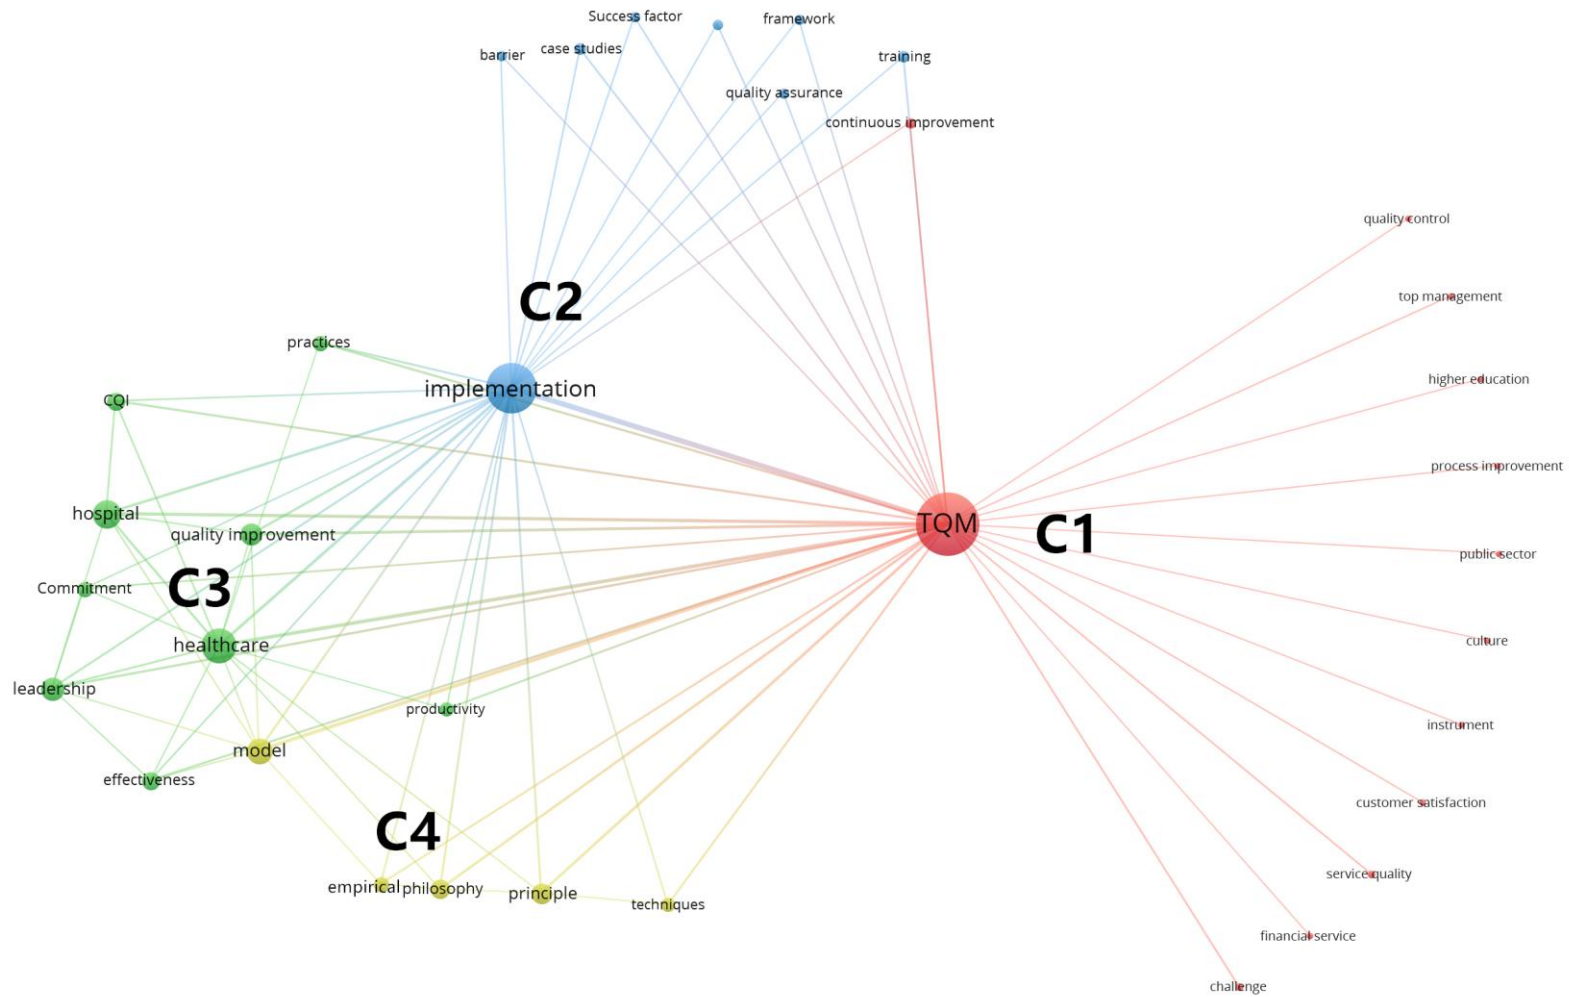 Success factor
framework
barrier
case studies
training
quality assurance
continuous improvement
quality control
top management
C2
practices
implementation
higher education
CQI
process improvement
hospital
quality improvement
TQM
C1
public sector
Commitment
C3
healthcare
culture
leadership
productivity
instrument
model
effectiveness
customer satisfaction
C4
empirical
philosophy
principle
techniques
service quality
financial service
challenge